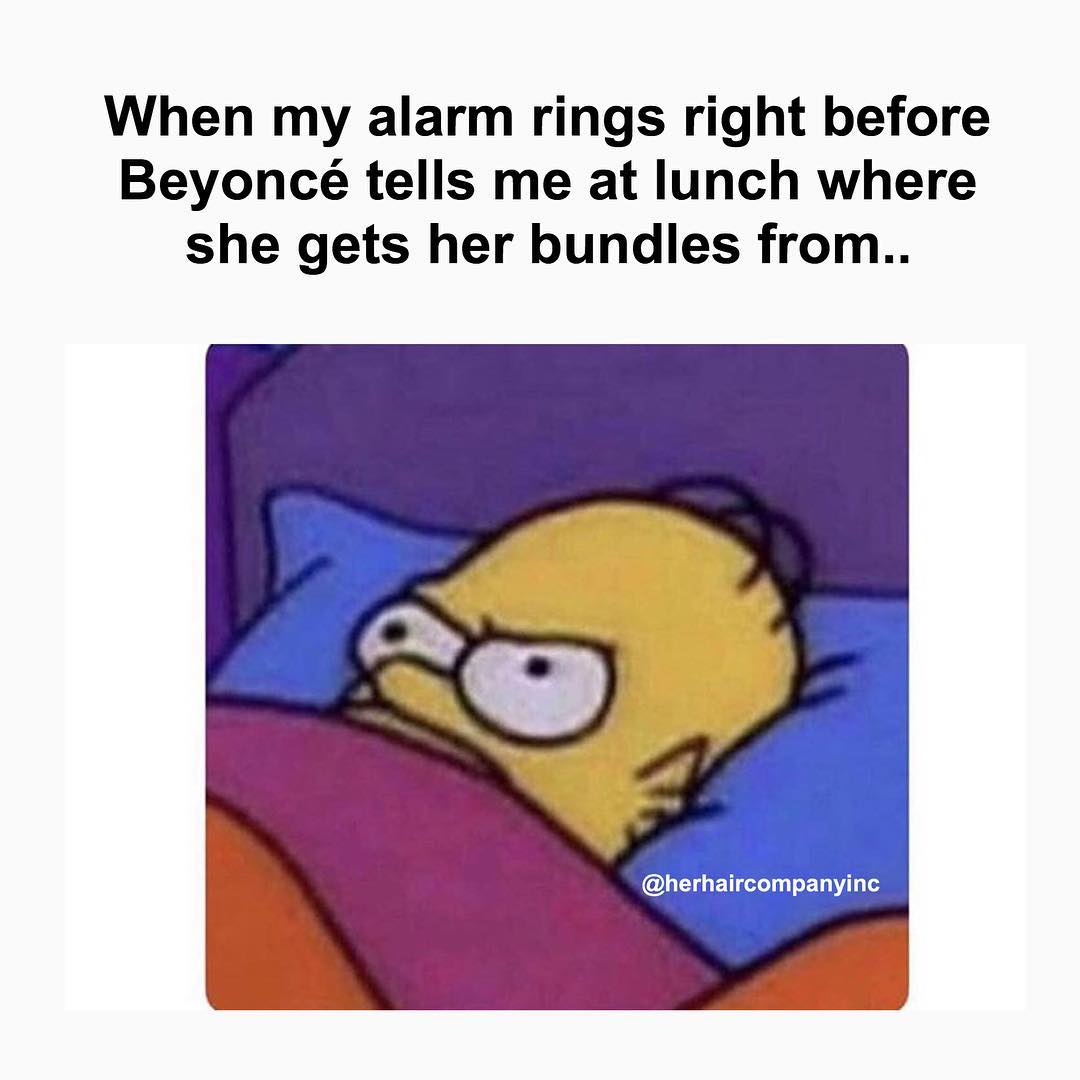 When my alarm rings right before
Beyoncé tells me at lunch where
she gets her bundles from..
@herhaircompanyinc